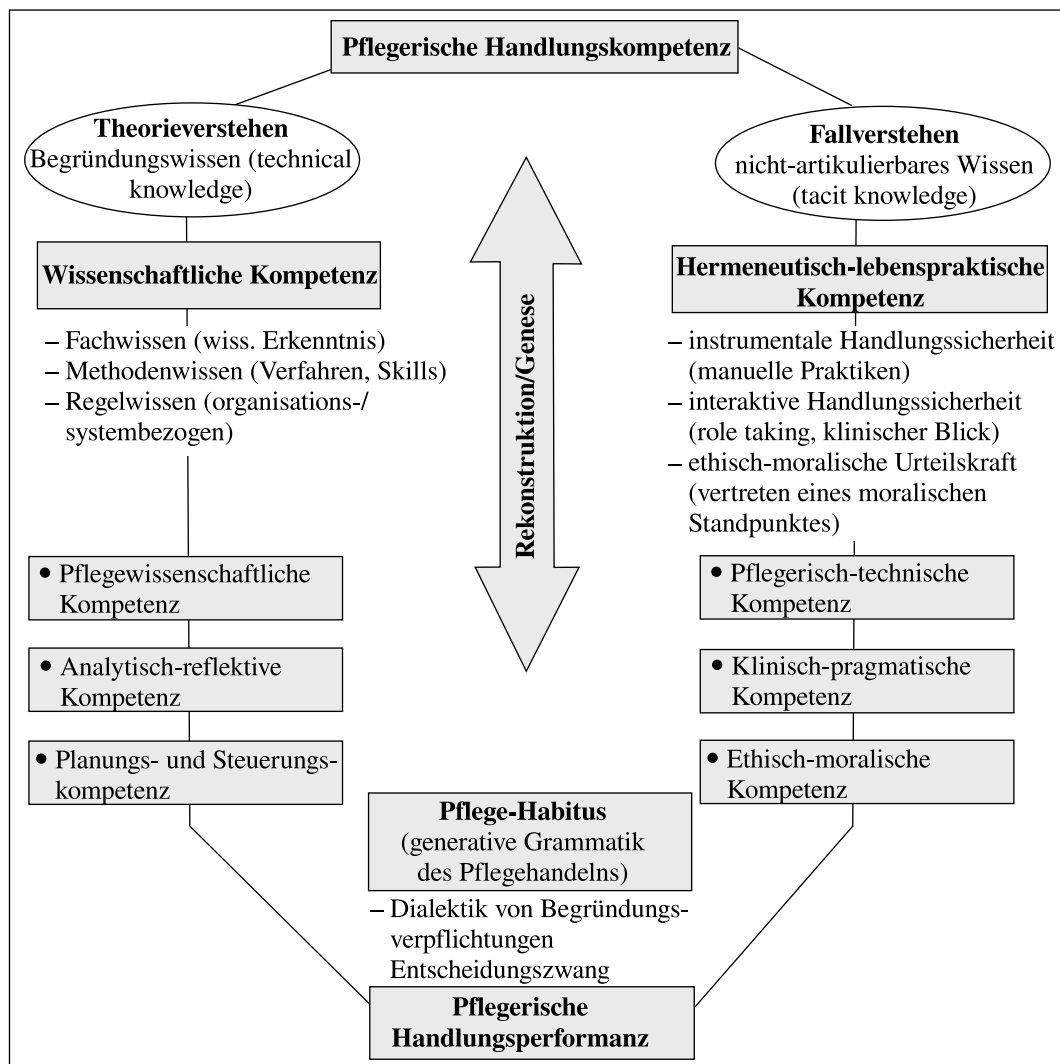 Pflegerische Handlungskompetenz
Theorieverstehen
Begründungswissen (technical
knowledge)
Fallverstehen
nicht-artikulierbares Wissen
(tacit knowledge)
Wissenschaftliche Kompetenz
– Fachwissen (wiss. Erkenntnis)
– Methodenwissen (Verfahren, Skills)
– Regelwissen (organisations-/
systembezogen)
Rekonstruktion/Genese
Hermeneutisch-lebenspraktische
Kompetenz
– instrumentale Handlungssicherheit
(manuelle Praktiken)
– interaktive Handlungssicherheit
(role taking, klinischer Blick)
– ethisch-moralische Urteilskraft
(vertreten eines moralischen
Standpunktes)
• Pflegewissenschaftliche
Kompetenz
• Analytisch-reflektive
Kompetenz
• Planungs- und Steuerungs-
kompetenz
• Pflegerisch-technische
Kompetenz
• Klinisch-pragmatische
Kompetenz
• Ethisch-moralische
Kompetenz
Pflege-Habitus
(generative Grammatik
des Pflegehandelns)
– Dialektik von Begründungs-
verpflichtungen
Entscheidungszwang
Pflegerische
Handlungsperformanz